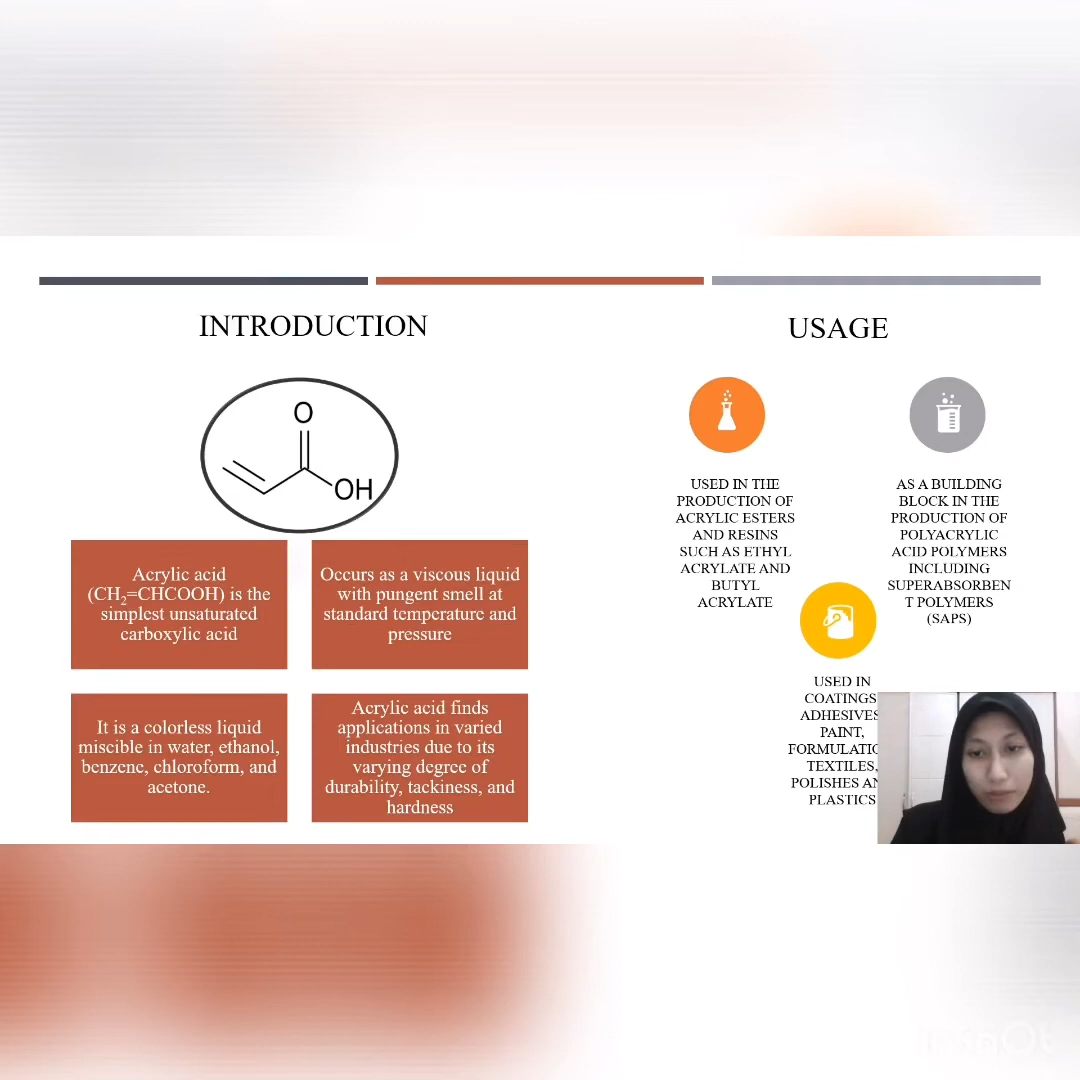 INTRODUCTION
O
OH
Acrylic acid
(CH₂=CHCOOH) is the
simplest unsaturated
carboxylic acid
Occurs as a viscous liquid
with pungent smell at
standard temperature and
pressure
It is a colorless liquid
miscible in water, ethanol,
benzene, chloroform, and
acetone.
Acrylic acid finds
applications in varied
industries due to its
varying degree of
durability, tackiness, and
hardness
USAGE
USED IN THE
PRODUCTION OF
ACRYLIC ESTERS
AND RESINS
SUCH AS ETHYL
ACRYLATE AND
BUTYL
ACRYLATE
AS A BUILDING
BLOCK IN THE
PRODUCTION OF
POLYACRYLIC
ACID POLYMERS
INCLUDING
SUPERABSORBEN
T POLYMERS
(SAPS)
USED IN
COATINGS
ADHESIVES
PAINT,
TEXTILES,
POLISHES
PLASTICS